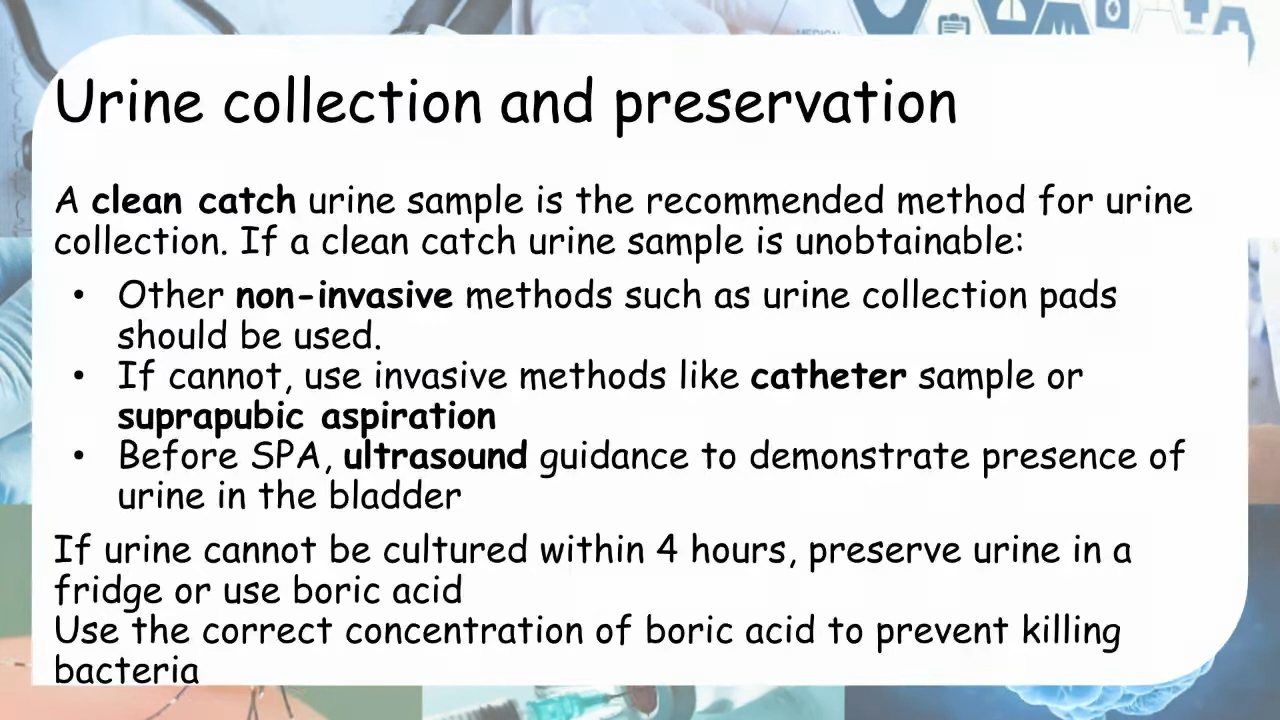 MEDICAL
Urine collection and preservation
A clean catch urine sample is the recommended method for urine
collection. If a clean catch urine sample is unobtainable:
• Other non-invasive methods such as urine collection pads
should be used.
• If cannot, use invasive methods like catheter sample or
suprapubic aspiration
• Before SPA, ultrasound guidance to demonstrate presence of
urine in the bladder
If urine cannot be cultured within 4 hours, preserve urine in a
fridge or use boric acid
Use the correct concentration of boric acid to prevent killing
bacteria